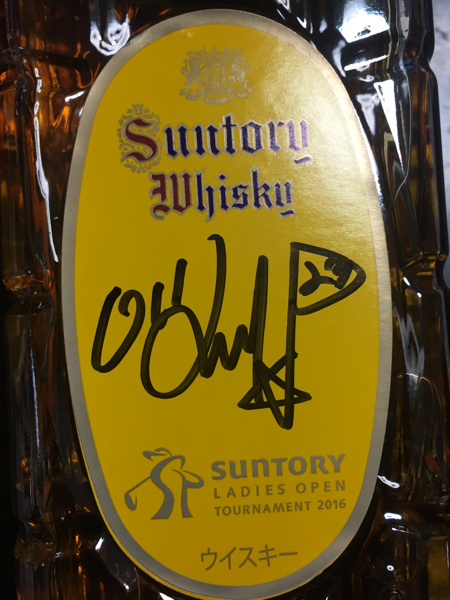 Suntory
Whisky
SUNTORY
LADIES OPEN
TOURNAMENT 2016
ウイスキー